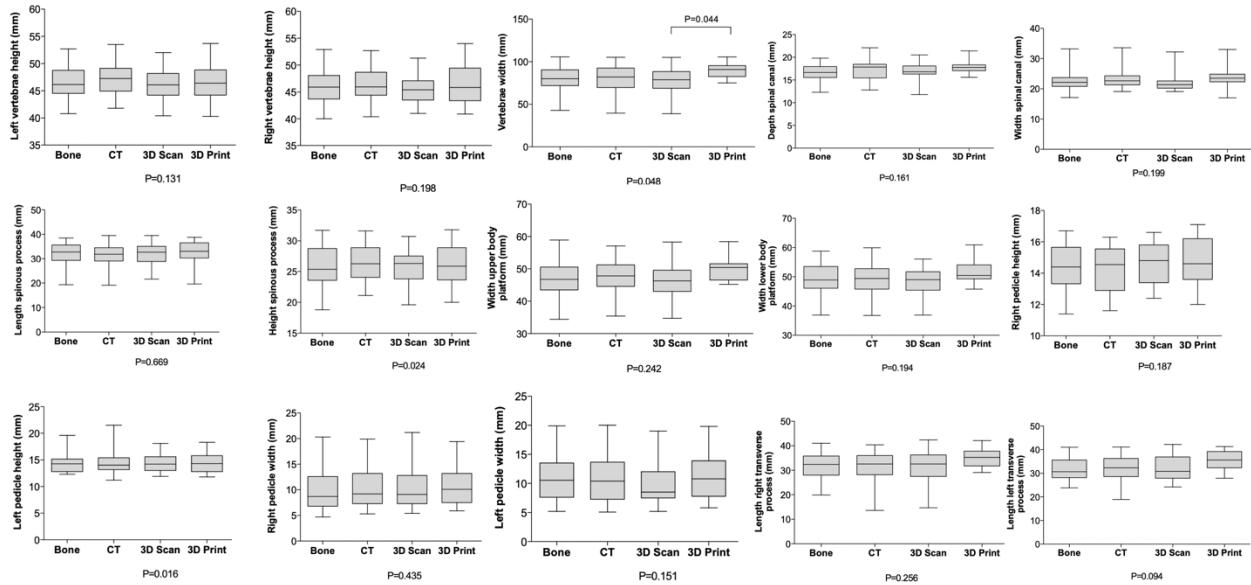 Left vertebrae height (mm)
60
55
50
45
40
35
Bone CT 3D Scan 3D Print
P=0.131
Right vertebrae height (mm)
60
55
50
45
40
35
Bone CT 3D Scan 3D Print
P=0.198
Vertebrae width (mm)
150
100
50
0
P=0.044
Bone CT 3D Scan 3D Print
P=0.048
Depth spinal canal (mm)
25
20
15
10
5
0
Bone CT 3D Scan 3D Print
P=0.161
Width spinal canal (mm)
40
30
20
10
0
Bone CT 3D Scan 3D Print
P=0.199
Length spinous process (mm)
50
40
30
20
10
0
Bone CT 3D Scan 3D Print
P=0.669
Height spinous process (mm)
35
30
25
20
15
Bone CT 3D Scan 3D Print
P=0.024
Width upper body
platform (mm)
70
60
50
40
30
Bone CT 3D Scan 3D Print
P=0.242
Width lower body
platform (mm)
70
60
50
40
30
Bone CT 3D Scan 3D Print
P=0.194
Right pedicle height (mm)
18
16
14
12
10
Bone CT 3D Scan 3D Print
P=0.187
Left pedicle height (mm)
25
20
15
10
5
0
Bone CT 3D Scan 3D Print
P=0.016
Right pedicle width (mm)
25
20
15
10
5
0
Bone CT 3D Scan 3D Print
P=0.435
Left pedicle width (mm)
25
20
15
10
5
0
Bone CT 3D Scan 3D Print
P=0.151
Length right transverse
process (mm)
50
40
30
20
10
0
Bone CT 3D Scan 3D Print
P=0.256
Length left transverse
process (mm)
50
40
30
20
10
0
Bone CT 3D Scan 3D Print
P=0.094